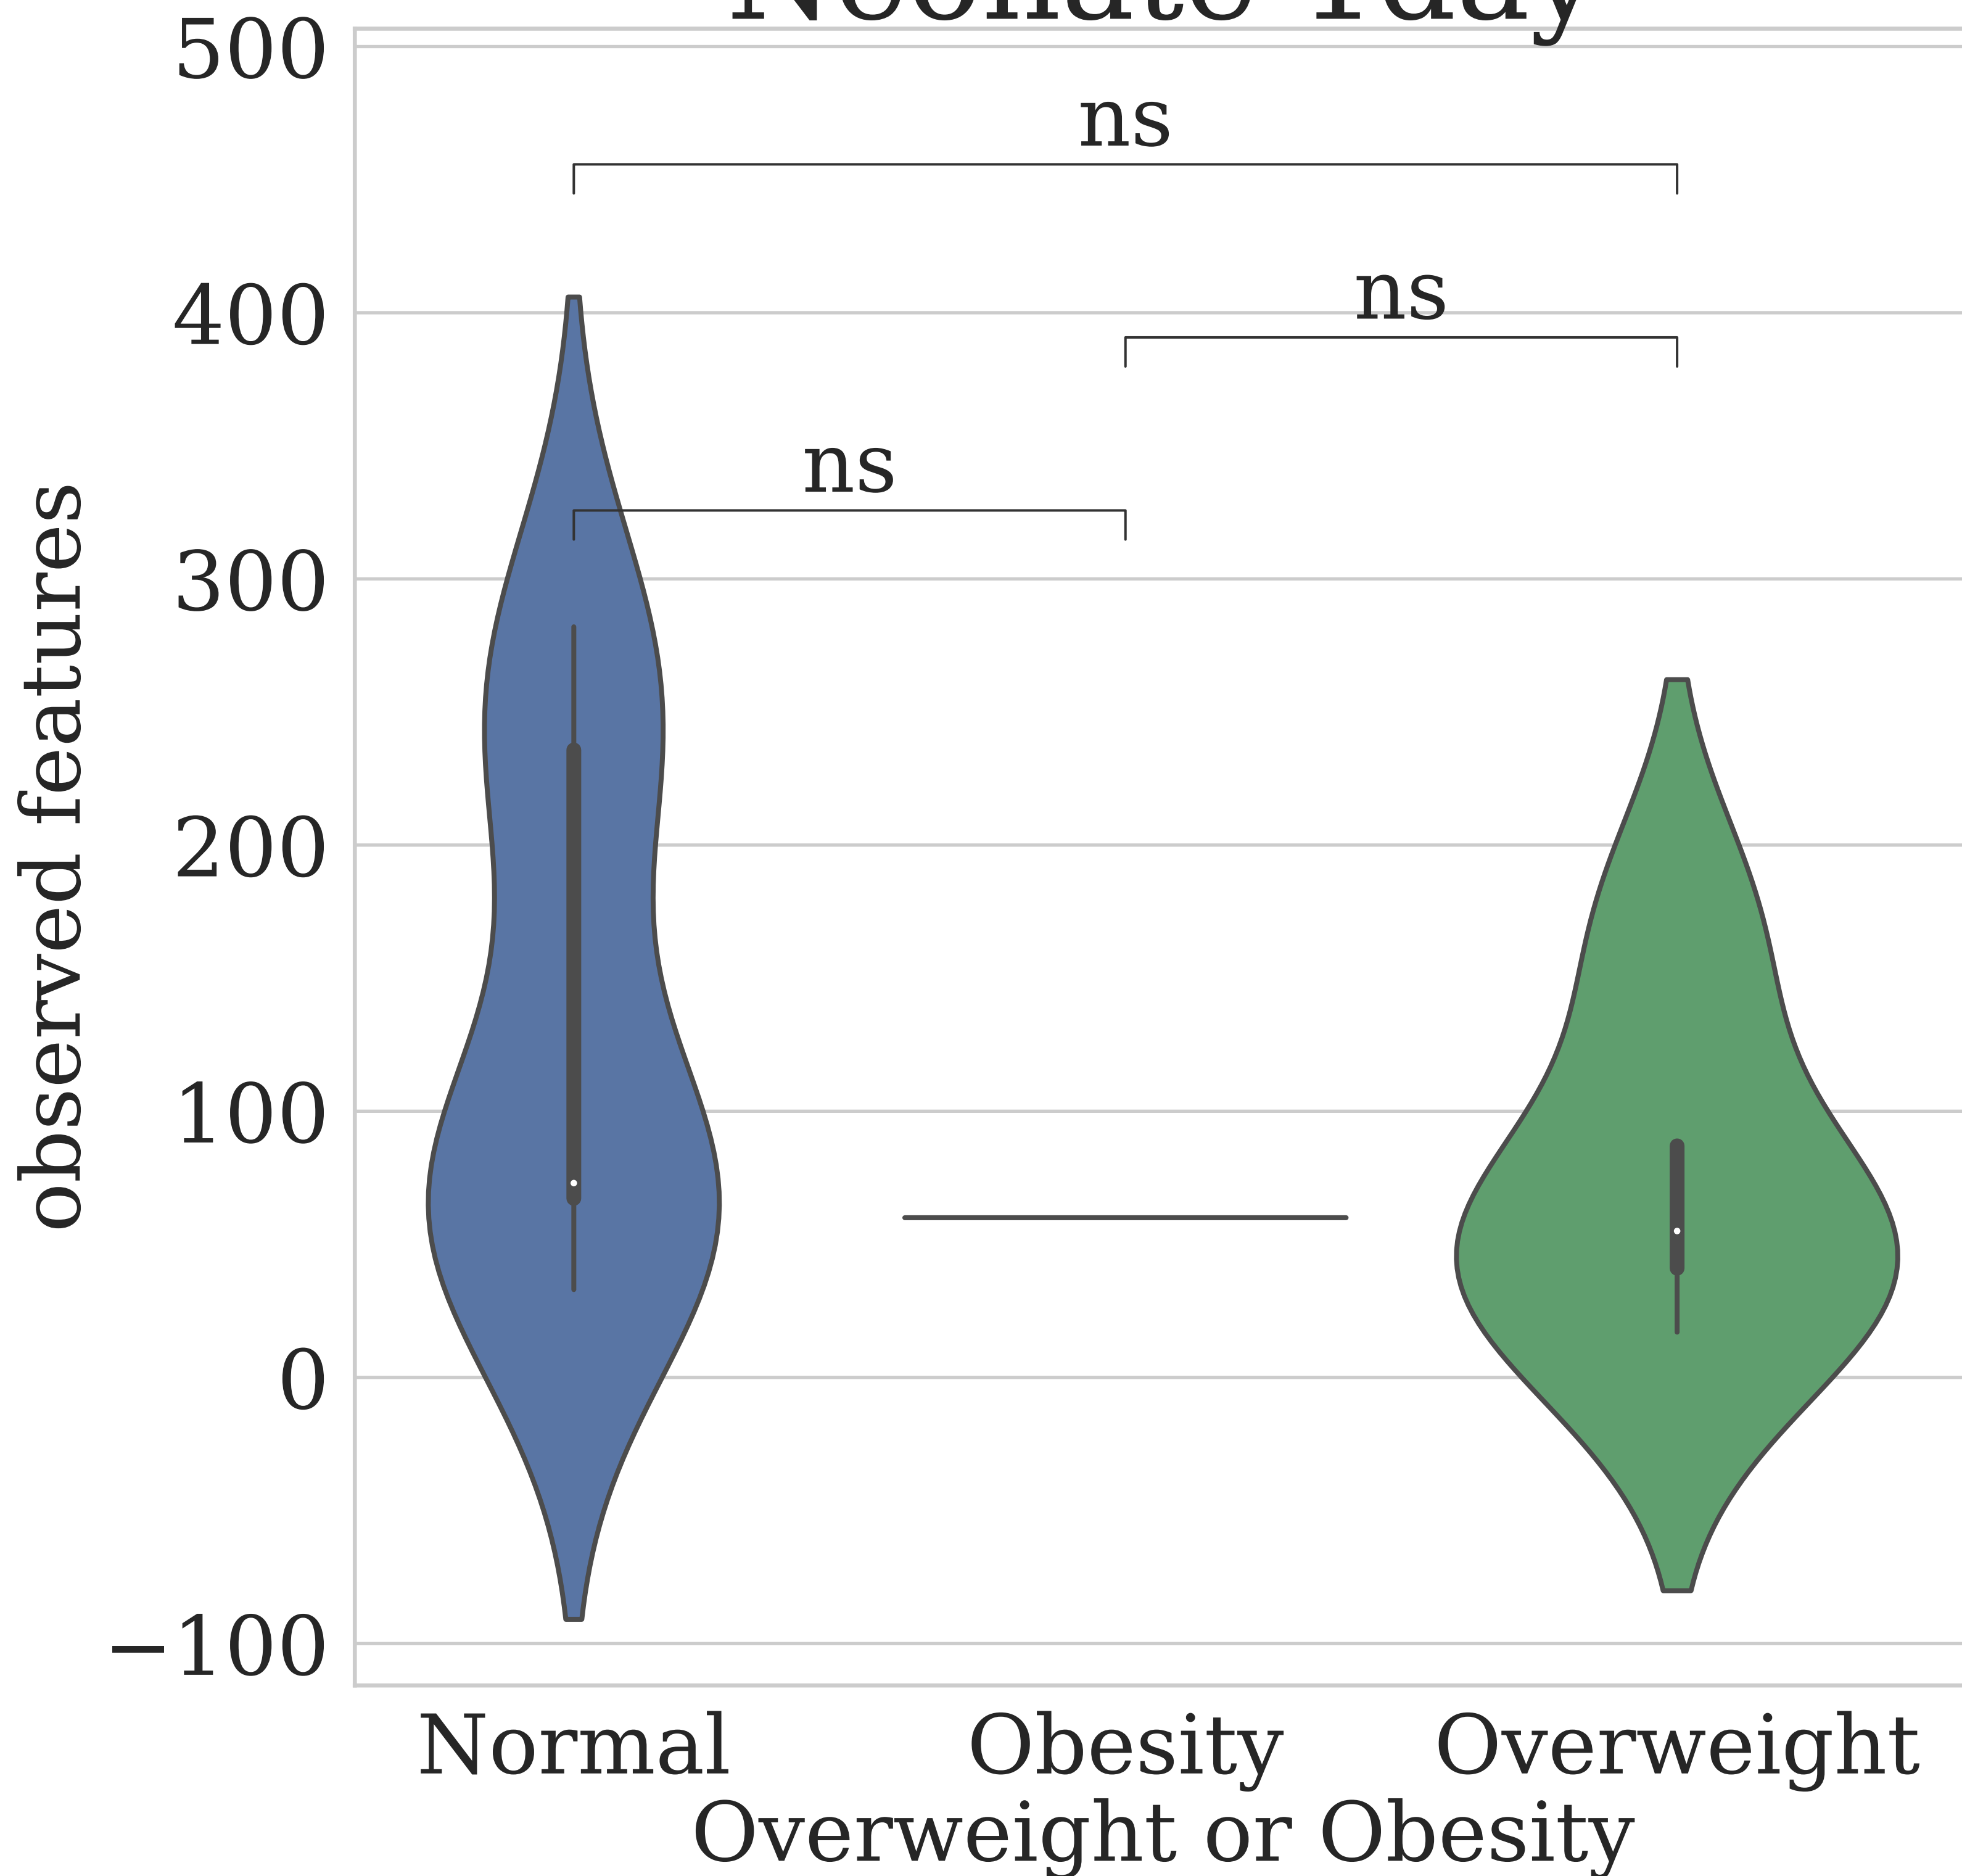 500
ns
400
ns
ns
300
observed features
200
100
0
−100
Normal Obesity Overweight
Overweight or Obesity